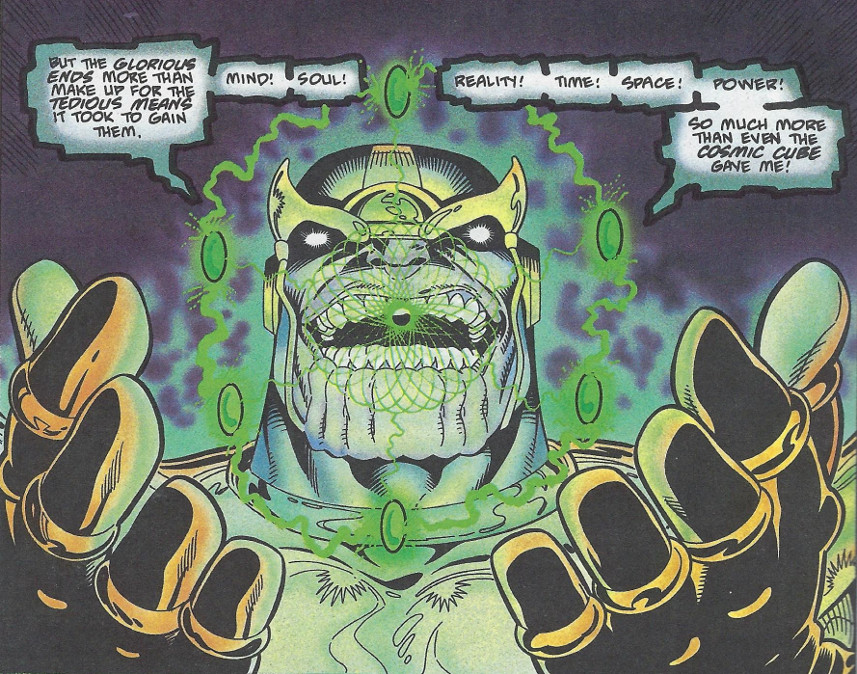 BUT THE GLORIOUS
ENDS MORE THAN
MAKE UP FOR THE
TEDIOUS MEANS
IT TOOK TO GAIN
THEM.
MIND!
SOUL!
REALITY!
TIME!
SPACE!
POWER!
SO MUCH MORE
THAN EVEN THE
COSMIC CUBE
GAVE ME!